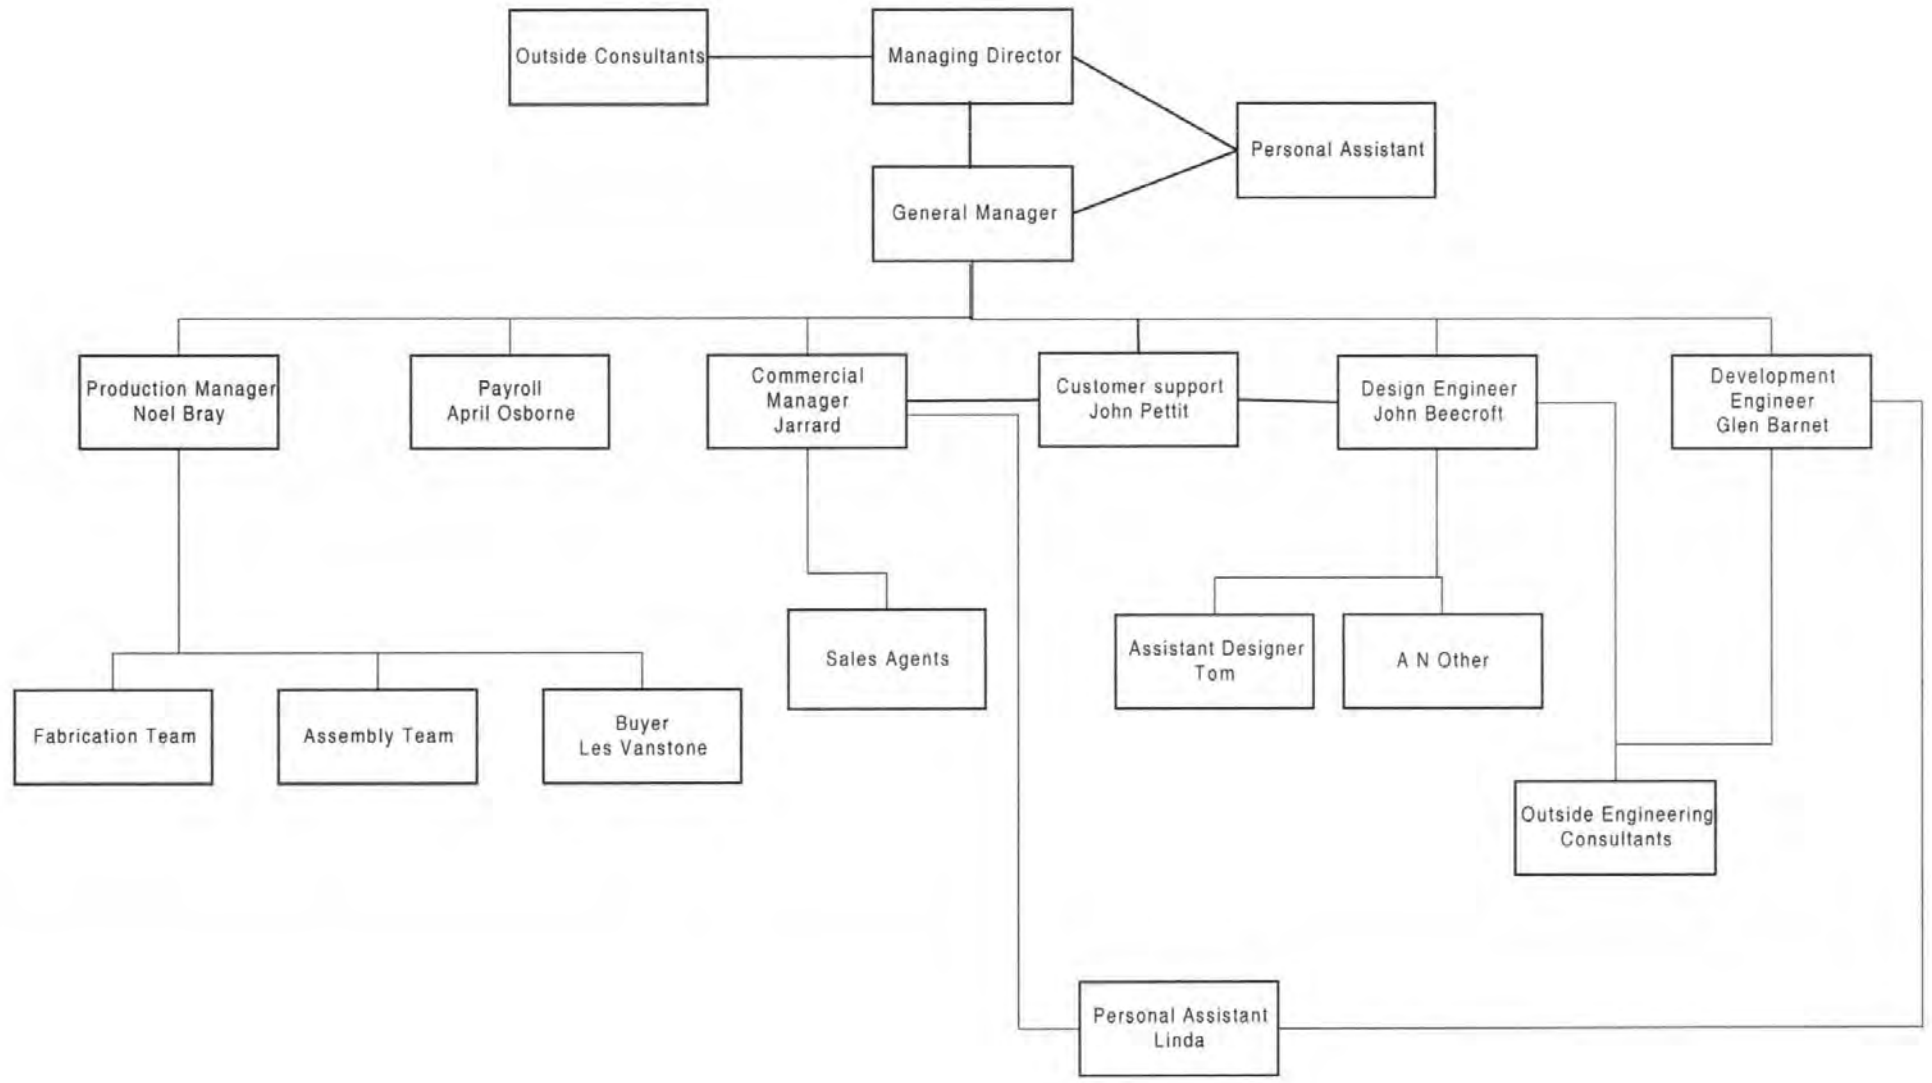 Outside Consultants
Managing Director
Personal Assistant
General Manager
Production Manager
Noel Bray
Payroll
April Osborne
Commercial
Manager
Jarrard
Customer support
John Pettit
Design Engineer
John Beecroft
Development
Engineer
Glen Barnet
Sales Agents
Assistant Designer
Tom
A N Other
Fabrication Team
Assembly Team
Buyer
Les Vanstone
Outside Engineering
Consultants
Personal Assistant
Linda